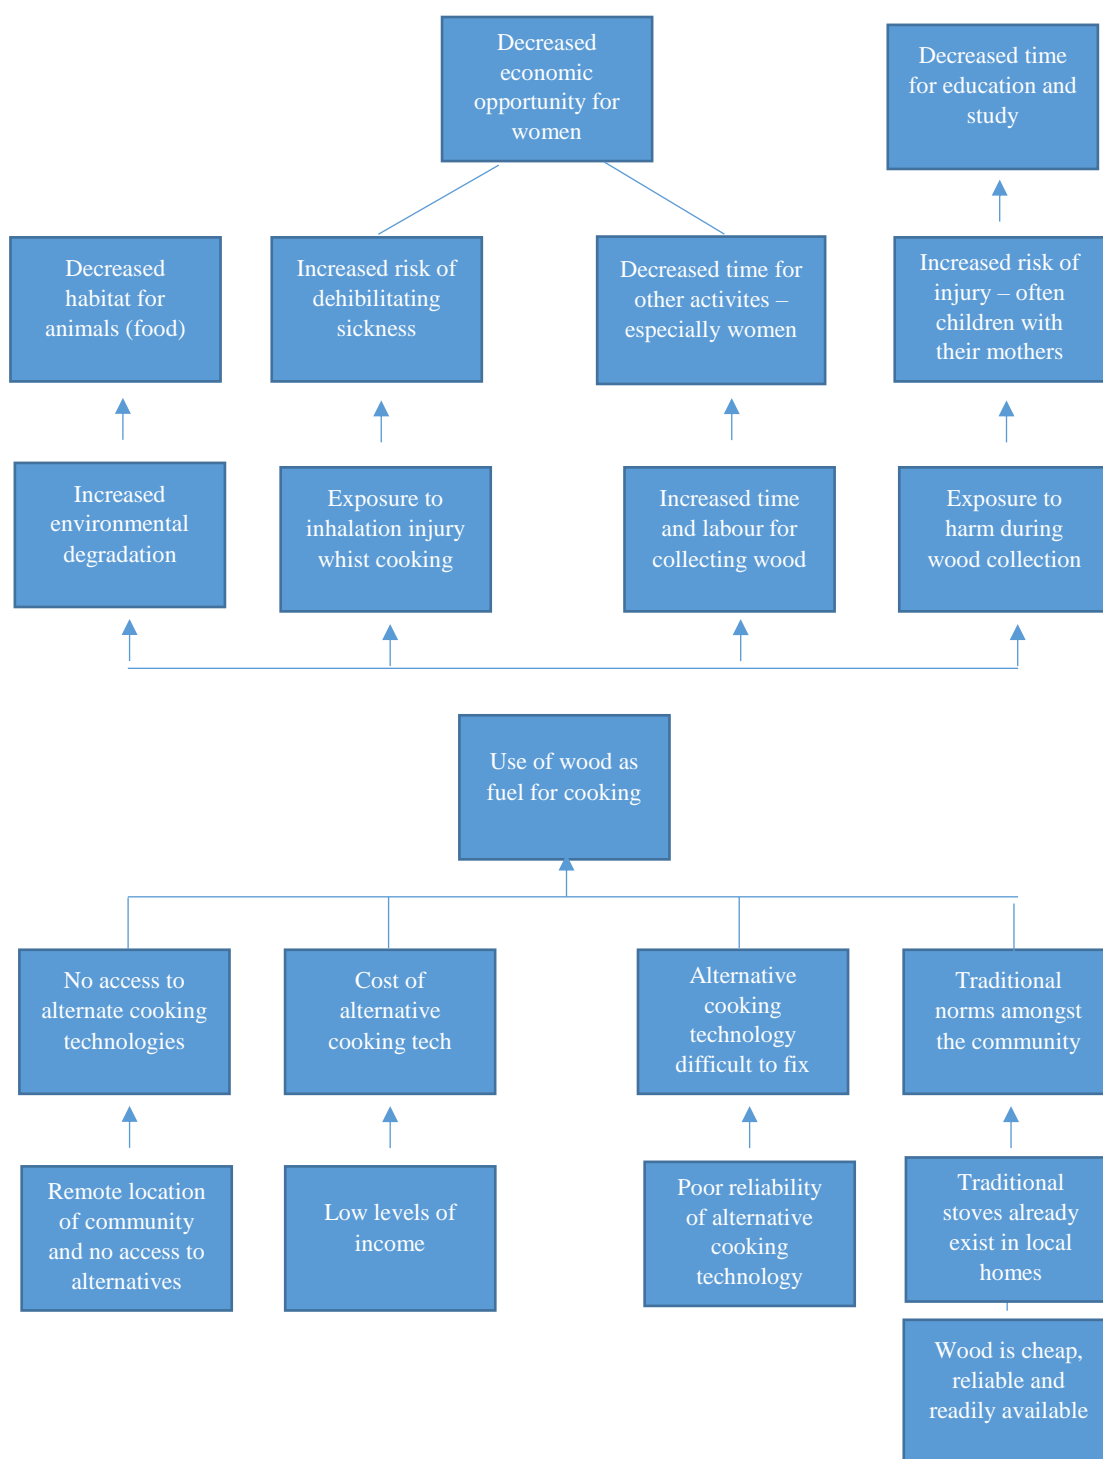 Decreased
economic
opportunity for
women
Decreased time
for education and
study
Decreased
habitat for
animals (food)
Increased risk of
dehibilitating
sickness
Decreased time for
other activites –
especially women
Increased risk of
injury – often
children with
their mothers
Increased
environmental
degradation
Exposure to
inhalation injury
whist cooking
Increased time
and labour for
collecting wood
Exposure to
harm during
wood collection
Use of wood as
fuel for cooking
No access to
alternate cooking
technologies
Cost of
alternative
cooking tech
Alternative
cooking
technology
difficult to fix
Traditional
norms amongst
the community
Remote location
of community
and no access to
alternatives
Low levels of
income
Poor reliability
of alternative
cooking
technology
Traditional
stoves already
exist in local
homes
Wood is cheap,
reliable and
readily available